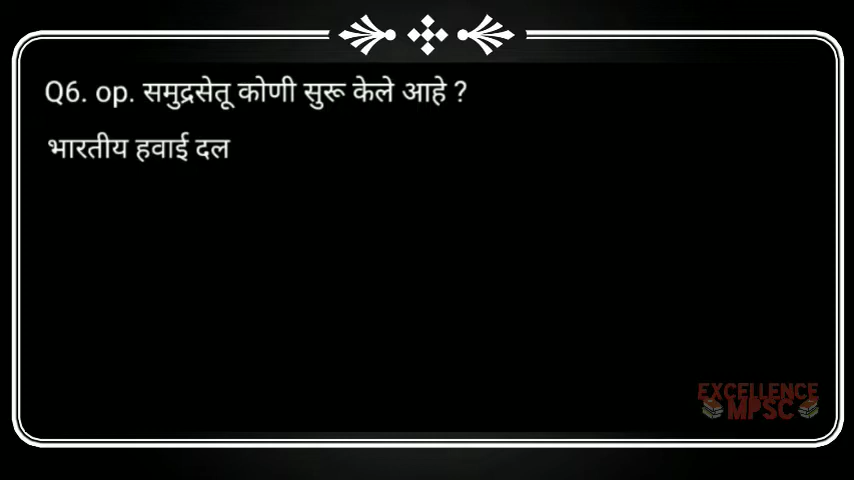 Q6. op. समुद्रसेतू कोणी सुरू केले आहे ?
भारतीय हवाई दल
EXCELLENCE
MPSC